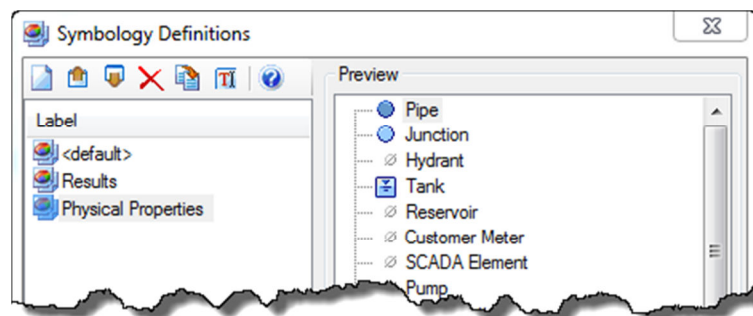 Symbology Definitions
Label
<default>
Results
Physical Properties
Preview
Pipe
Junction
Hydrant
Tank
Reservoir
Customer Meter
SCADA Element
Pump